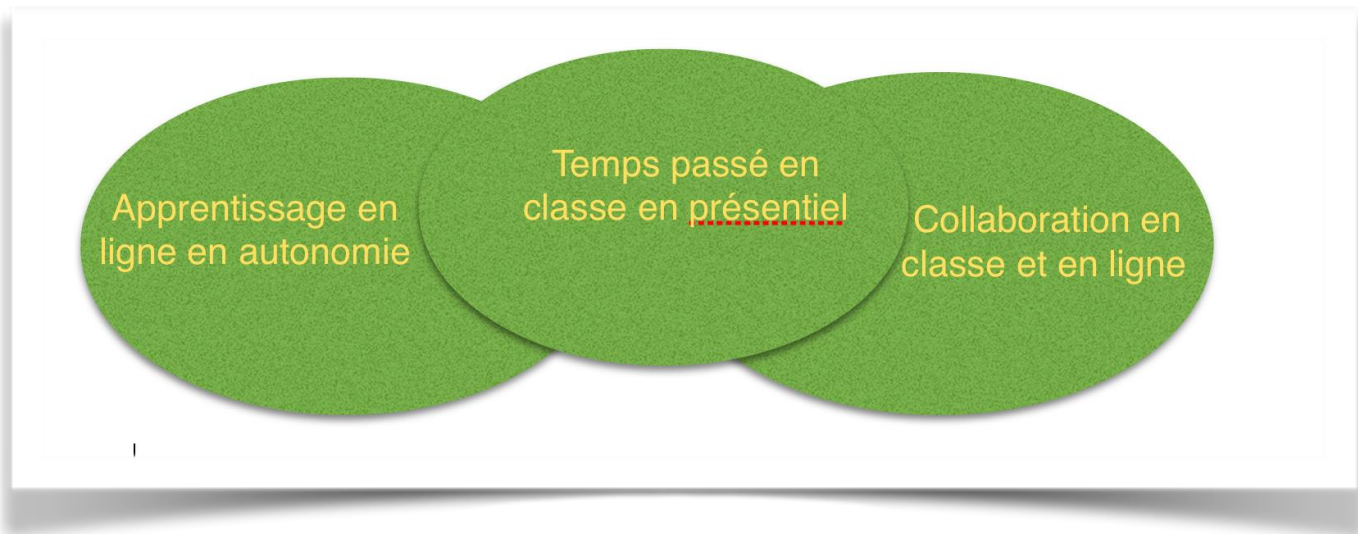 Apprentissage en
ligne en autonomie
Temps passé en
classe en présentiel
Collaboration en
classe et en ligne